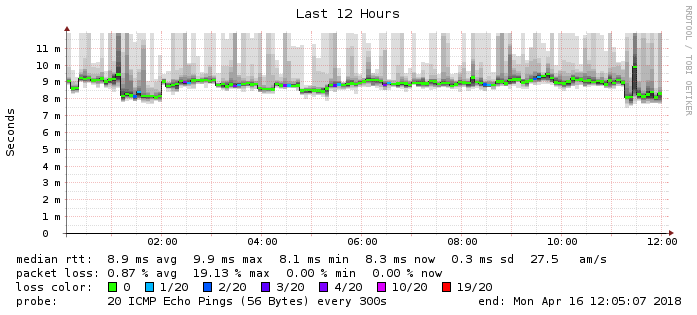 Last 12 Hours
RRDTOOL / TOBI OETIKER
Seconds
11 m
10 m
9 m
8 m
7 m
6 m
5 m
4 m
3 m
2 m
1 m
0
02:00 04:00 06:00 08:00 10:00 12:00
median rtt: 8.9 ms avg 9.9 ms max 8.1 ms min 8.3 ms now 0.3 ms sd 27.5 am/s
packet loss: 0.87 % avg 19.13 % max 0.00 % min 0.00 % now
loss color: 0 1/20 2/20 3/20 4/20 10/20 19/20
probe: 20 ICMP Echo Pings (56 Bytes) every 300s end: Mon Apr 16 12:05:07 2018